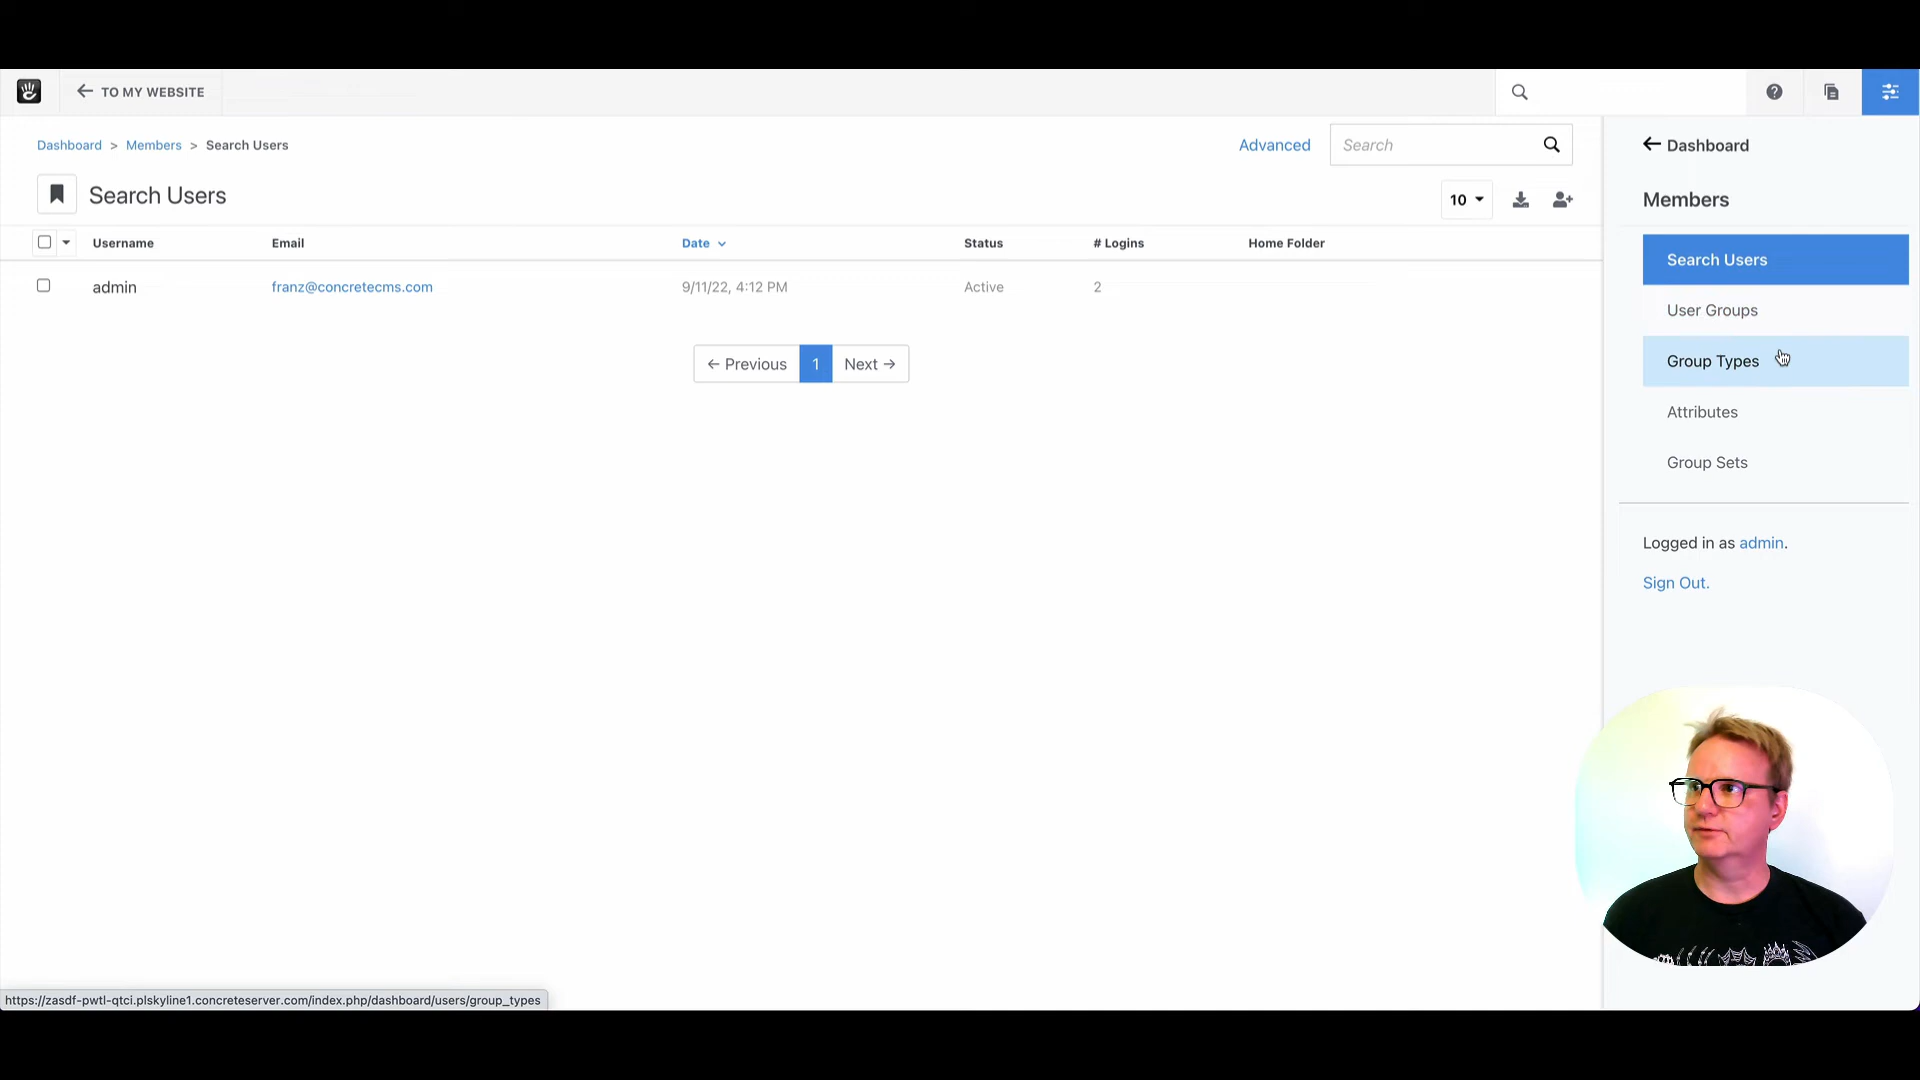 TO MY WEBSITE
Dashboard > Members > Search Users
Advanced
Search
Search Users
10
Username Email Date Status # Logins Home Folder
admin franz@concretecms.com 9/11/22, 4:12 PM Active 2
← Previous 1 Next →
← Dashboard
Members
Search Users
User Groups
Group Types
Attributes
Group Sets
Logged in as admin.
Sign Out.
https://zasdf-pwtl-qtci.plskyline1.concreteserver.com/index.php/dashboard/users/group_types